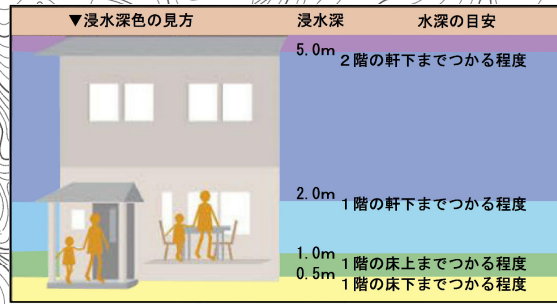 ▼浸水深色の見方 浸水深 水深の目安
5.0m 2階の軒下までつかる程度
2.0m 1階の軒下までつかる程度
1.0m 1階の床上までつかる程度
0.5m 1階の床下までつかる程度